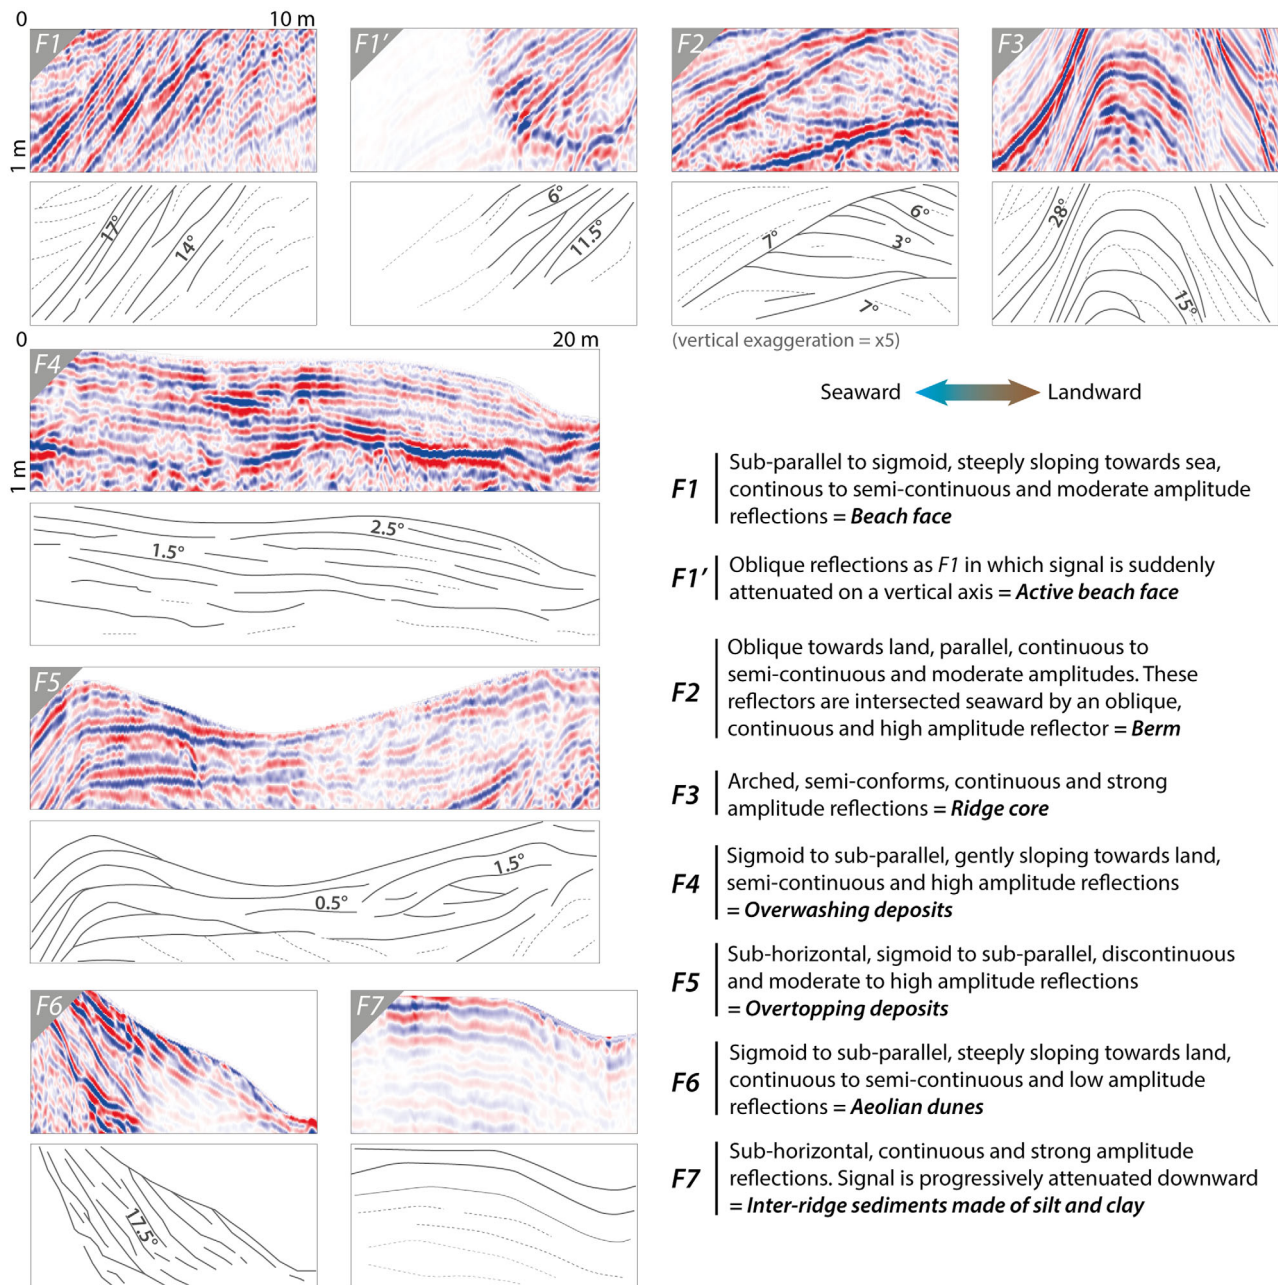 0 10 m
F1
F1′
F2
F3
1 m
17°
14°
6°
11.5°
7°
6°
3°
7°
28°
15°
(vertical exaggeration = x5)
0 20 m
F4
1 m
1.5°
2.5°
Seaward Landward
F5
0.5°
1.5°
F6
F7
17.5°
F1
Sub-parallel to sigmoid, steeply sloping towards sea,
continous to semi-continuous and moderate amplitude
reflections = Beach face
F1′
Oblique reflections as F1 in which signal is suddenly
attenuated on a vertical axis = Active beach face
F2
Oblique towards land, parallel, continuous to
semi-continuous and moderate amplitudes. These
reflectors are intersected seaward by an oblique,
continuous and high amplitude reflector = Berm
F3
Arched, semi-conforms, continuous and strong
amplitude reflections = Ridge core
F4
Sigmoid to sub-parallel, gently sloping towards land,
semi-continuous and high amplitude reflections
= Overwashing deposits
F5
Sub-horizontal, sigmoid to sub-parallel, discontinuous
and moderate to high amplitude reflections
= Overtopping deposits
F6
Sigmoid to sub-parallel, steeply sloping towards land,
continuous to semi-continuous and low amplitude
reflections = Aeolian dunes
F7
Sub-horizontal, continuous and strong amplitude
reflections. Signal is progressively attenuated downward
= Inter-ridge sediments made of silt and clay